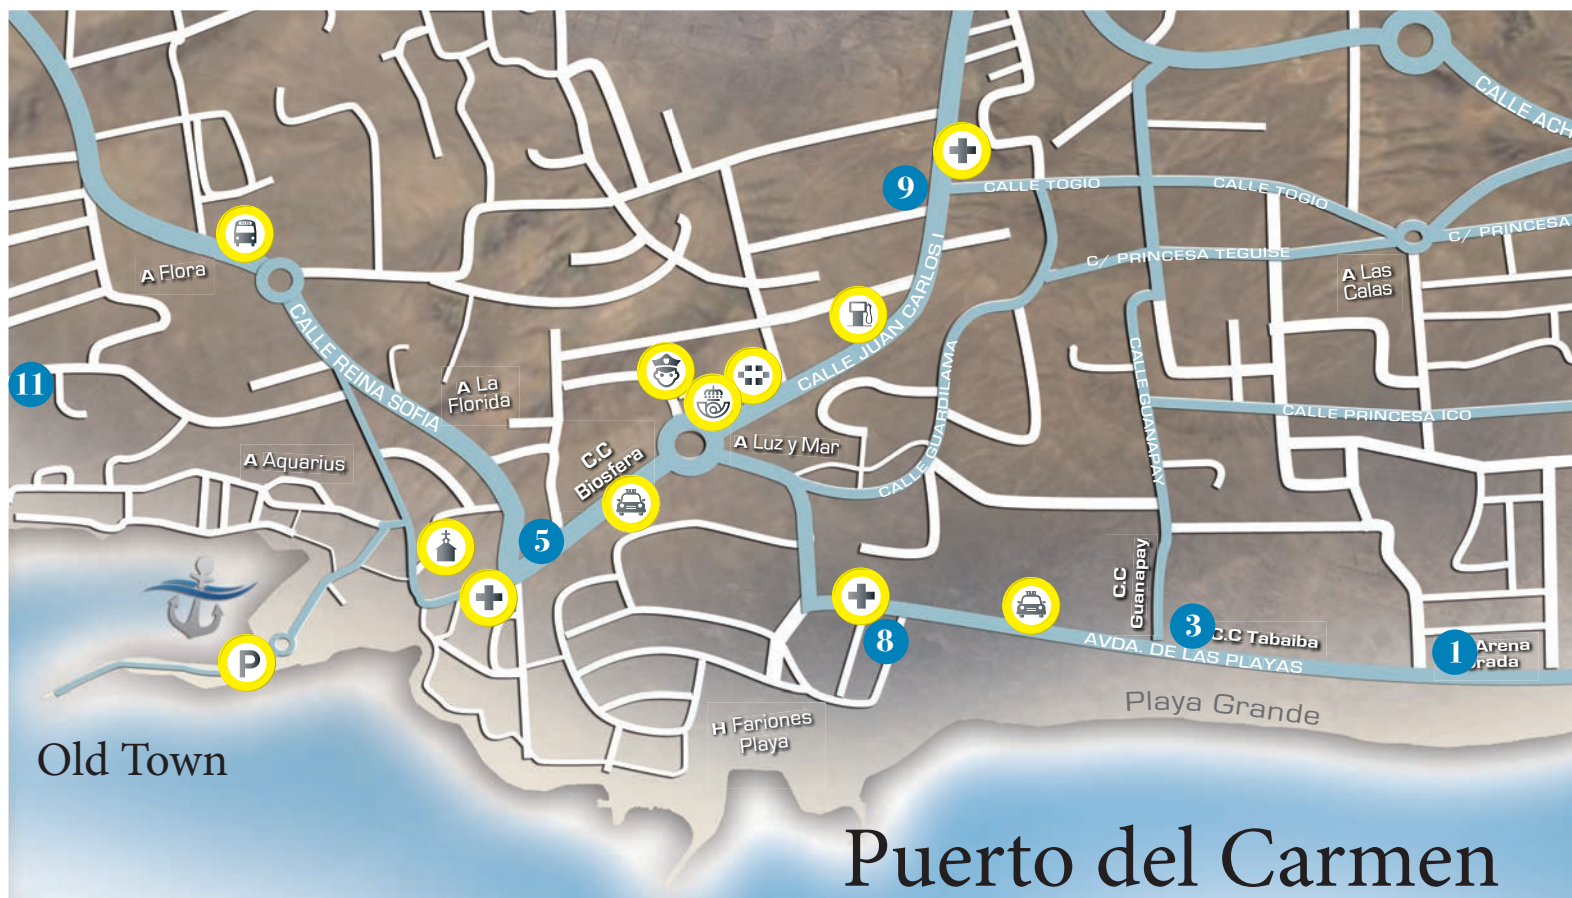 CALLE ACH
9
CALLE TOGIO
CALLE TOGIO
C/ PRINCESA
C/ PRINCESA TEGUISE
A Flora
A Las
Calas
CALLE JUAN CARLOS I
CALLE REINA SOFIA
11
A La
Florida
CALLE GUARDILAMA
CALLE GUANAPAY
CALLE PRINCESA ICO
A Luz y Mar
C.C
Biosfera
A Aquarius
5
C.C
Guanapay
8
3
C.C Tabaiba
AVDA. DE LAS PLAYAS
1
Arena
P
Playa Grande
H Fariones
Playa
Old Town
Puerto del Carmen